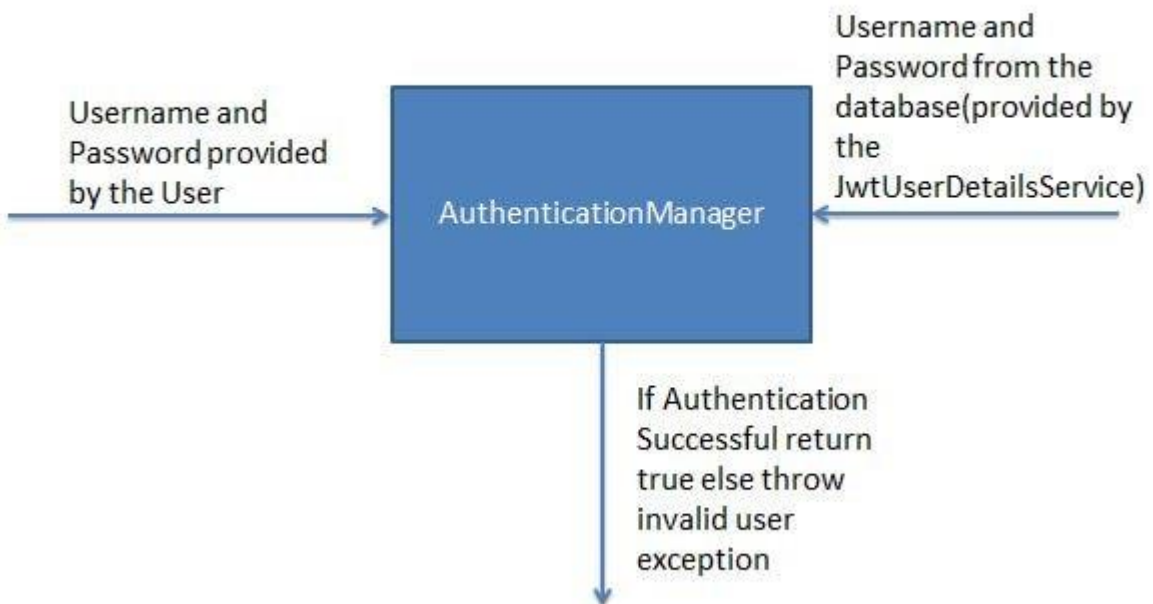 Username and
Password provided
by the User
AuthenticationManager
Username and
Password from the
database(provided by
the
JwtUserDetailsService)
If Authentication
Successful return
true else throw
invalid user
exception